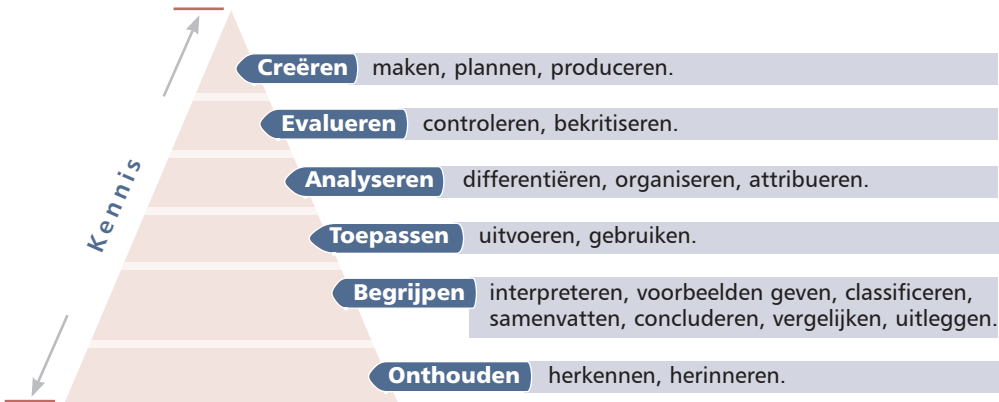 Creëren maken, plannen, produceren.
Evalueren controleren, bekritiseren.
Kennis
Analyseren differentiëren, organiseren, attribueren.
Toepassen uitvoeren, gebruiken.
Begrijpen interpreteren, voorbeelden geven, classificeren,
samenvatten, concluderen, vergelijken, uitleggen.
Onthouden herkennen, herinneren.